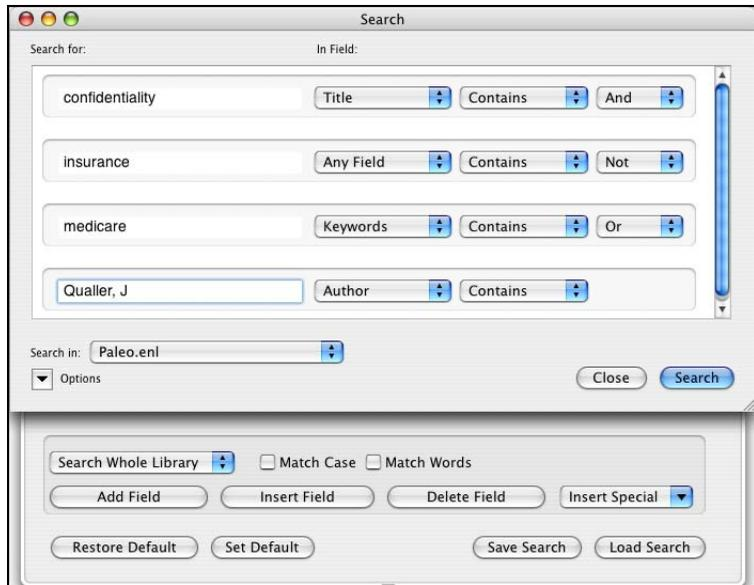 Search
Search for: In Field:
confidentiality Title Contains And
insurance Any Field Contains Not
medicare Keywords Contains Or
Qualler, J Author Contains
Search in: Paleo.enl
Options Close Search
Search Whole Library Match Case Match Words
Add Field Insert Field Delete Field Insert Special
Restore Default Set Default Save Search Load Search